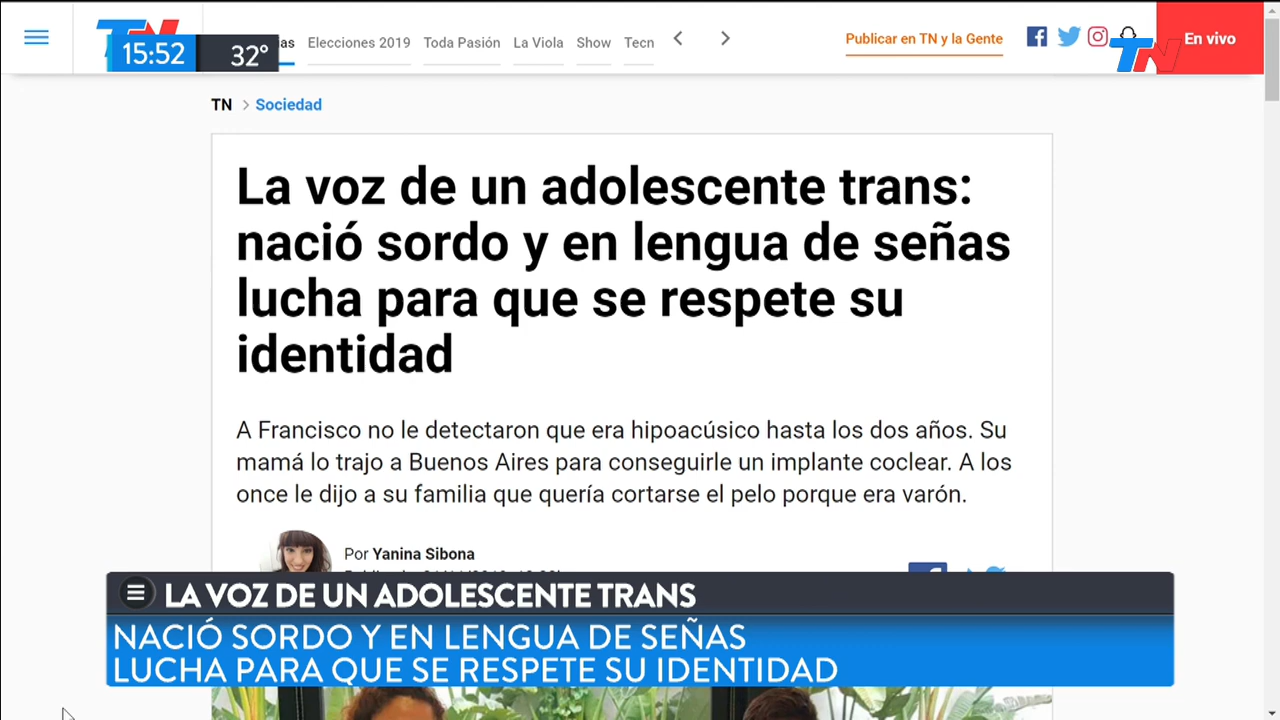 TN
15:52 32°
as Elecciones 2019 Toda Pasión La Viola Show Tecn
Publicar en TN y la Gente
TN
En vivo
TN > Sociedad
La voz de un adolescente trans:
nació sordo y en lengua de señas
lucha para que se respete su
identidad
A Francisco no le detectaron que era hipoacúsico hasta los dos años. Su
mamá lo trajo a Buenos Aires para conseguirle un implante coclear. A los
once le dijo a su familia que quería cortarse el pelo porque era varón.
Por Yanina Sibona
LA VOZ DE UN ADOLESCENTE TRANS
NACIÓ SORDO Y EN LENGUA DE SEÑAS
LUCHA PARA QUE SE RESPETE SU IDENTIDAD